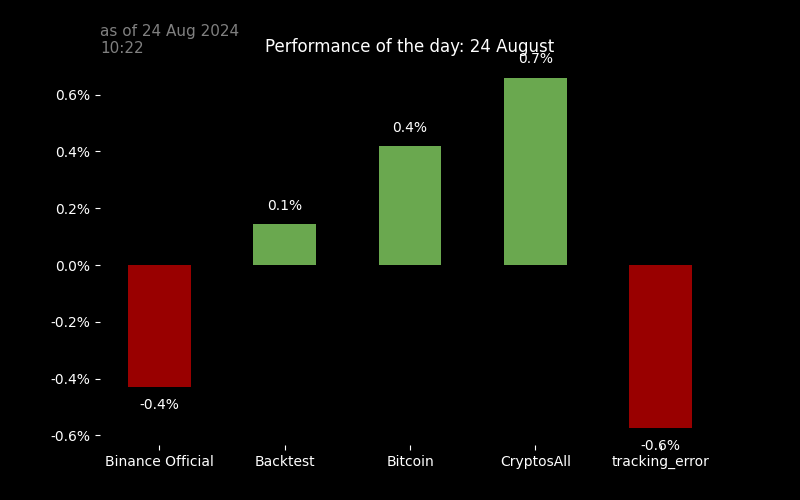 as of 24 Aug 2024
10:22
Performance of the day: 24 August
0.7%
0.6%
0.4%
0.4%
0.2%
0.1%
0.0%
-0.2%
-0.4%
-0.4%
-0.6%
-0.6%
Binance Official
Backtest
Bitcoin
CryptosAll
tracking_error